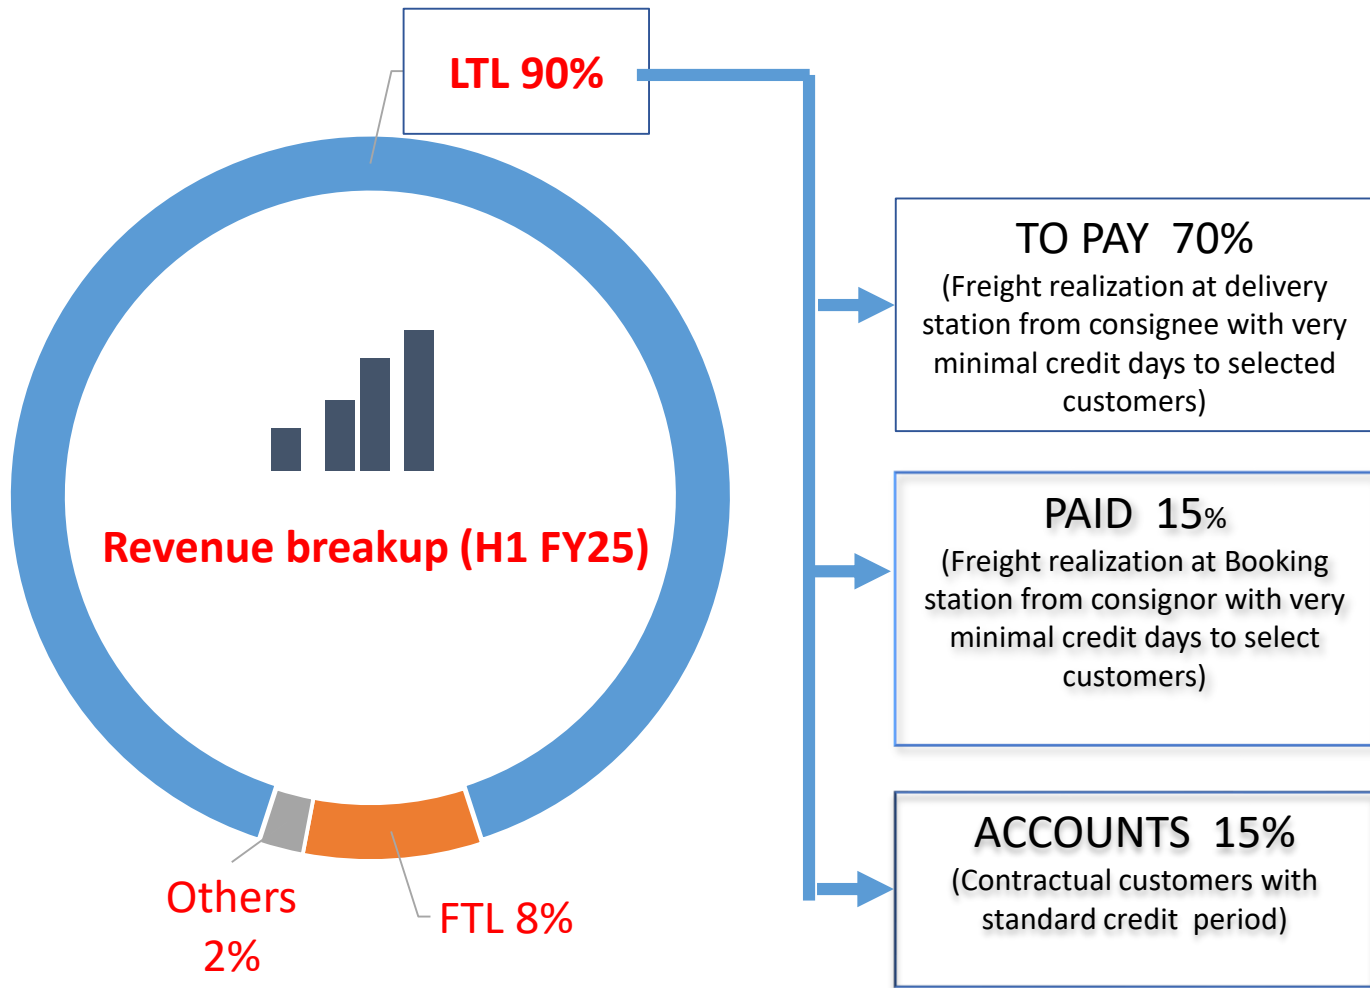 LTL 90%
Revenue breakup (H1 FY25)
Others
2%
FTL 8%
TO PAY 70%
(Freight realization at delivery
station from consignee with very
minimal credit days to selected
customers)
PAID 15%
(Freight realization at Booking
station from consignor with very
minimal credit days to select
customers)
ACCOUNTS 15%
(Contractual customers with
standard credit period)